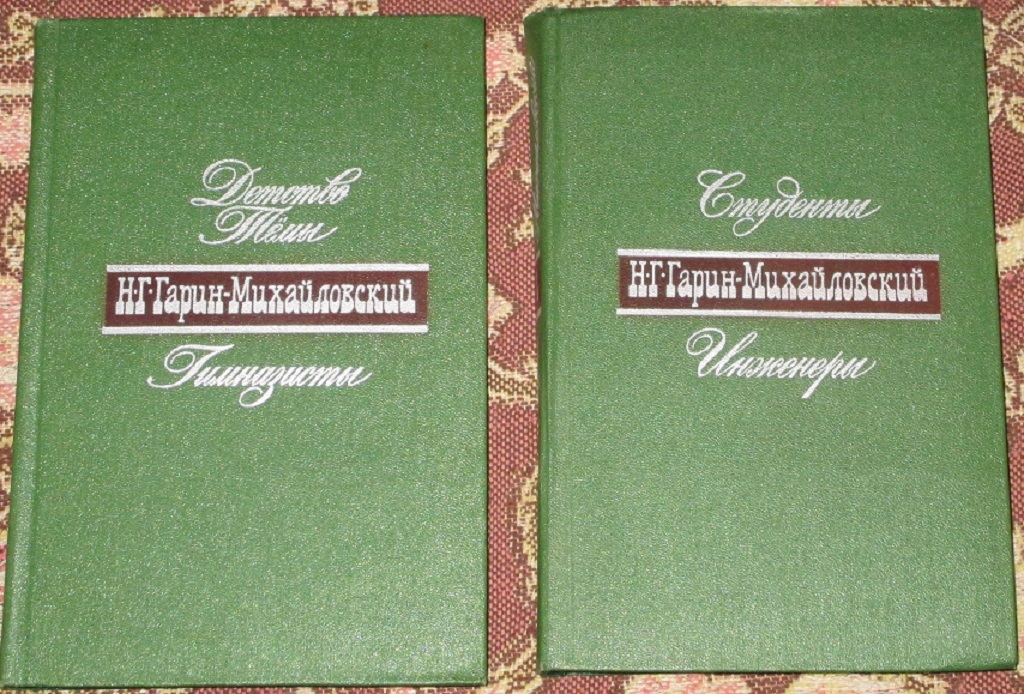 Детство
Тёмы
Н·Г·Гарин-Михайловский
Гимназисты
Студенты
Н·Г·Гарин-Михайловский
Инженеры